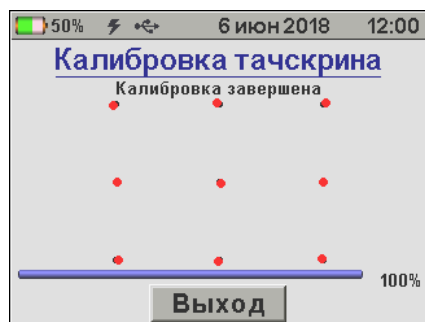 50% 6 июн 2018 12:00
Калибровка тачскрина
Калибровка завершена
100%
Выход